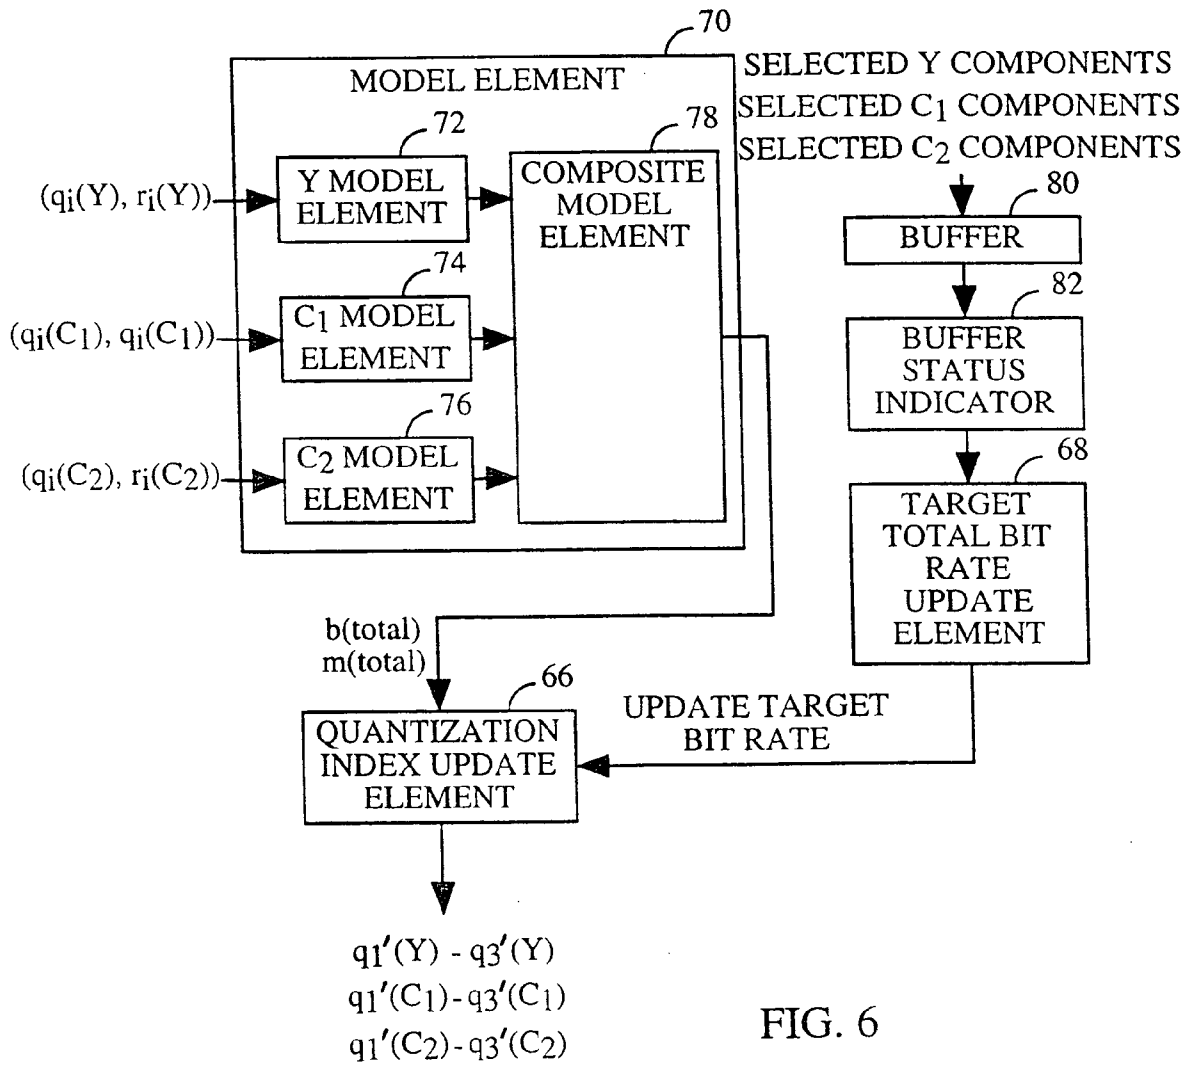 70
MODEL ELEMENT
SELECTED Y COMPONENTS
SELECTED C1 COMPONENTS
SELECTED C2 COMPONENTS
72
78
(qi(Y), ri(Y))
Y MODEL
ELEMENT
COMPOSITE
MODEL
ELEMENT
80
BUFFER
74
(qi(C1), qi(C1))
C1 MODEL
ELEMENT
82
BUFFER
STATUS
INDICATOR
76
(qi(C2), ri(C2))
C2 MODEL
ELEMENT
68
TARGET
TOTAL BIT
RATE
UPDATE
ELEMENT
b(total)
m(total)
66
QUANTIZATION
INDEX UPDATE
ELEMENT
UPDATE TARGET
BIT RATE
q1'(Y) - q3'(Y)
q1'(C1)-q3'(C1)
q1'(C2)-q3'(C2)
FIG. 6